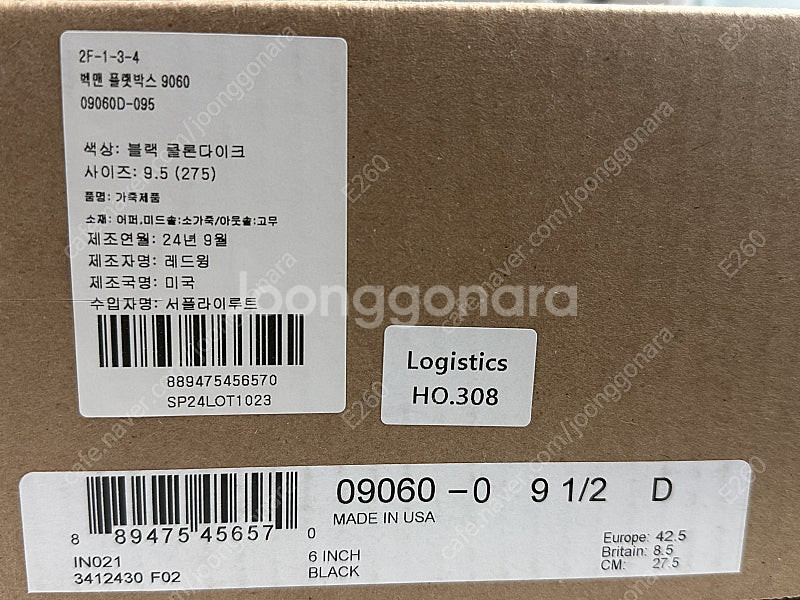 2F-1-3-4
벡맨 플랫박스 9060
09060D-095
색상: 블랙 클론다이크
사이즈: 9.5 (275)
품명: 가죽제품
소재: 어퍼,미드솔:소가죽/아웃솔:고무
제조연월: 24년 9월
제조자명: 레드윙
제조국명: 미국
수입자명: 서플라이루트
889475456570
SP24LOT1023
Joonggonara
Logistics
HO.308
8 89475 45657 0
IN021
3412430 F02
09060 -0 9 1/2 D
MADE IN USA
6 INCH
BLACK
Europe: 42.5
Britain: 8.5
CM: 27.5
E260
cafe.naver.com/joonggonara